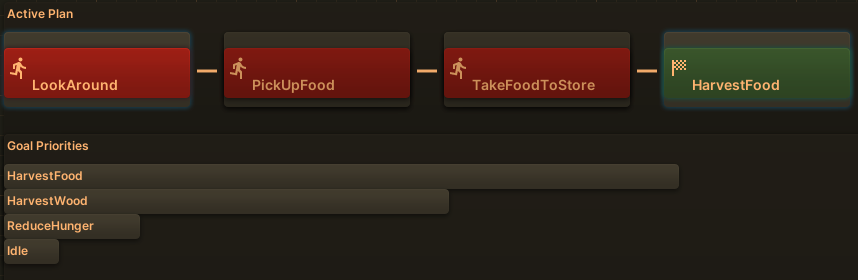 Active Plan
LookAround
PickUpFood
TakeFoodToStore
HarvestFood
Goal Priorities
HarvestFood
HarvestWood
ReduceHunger
Idle